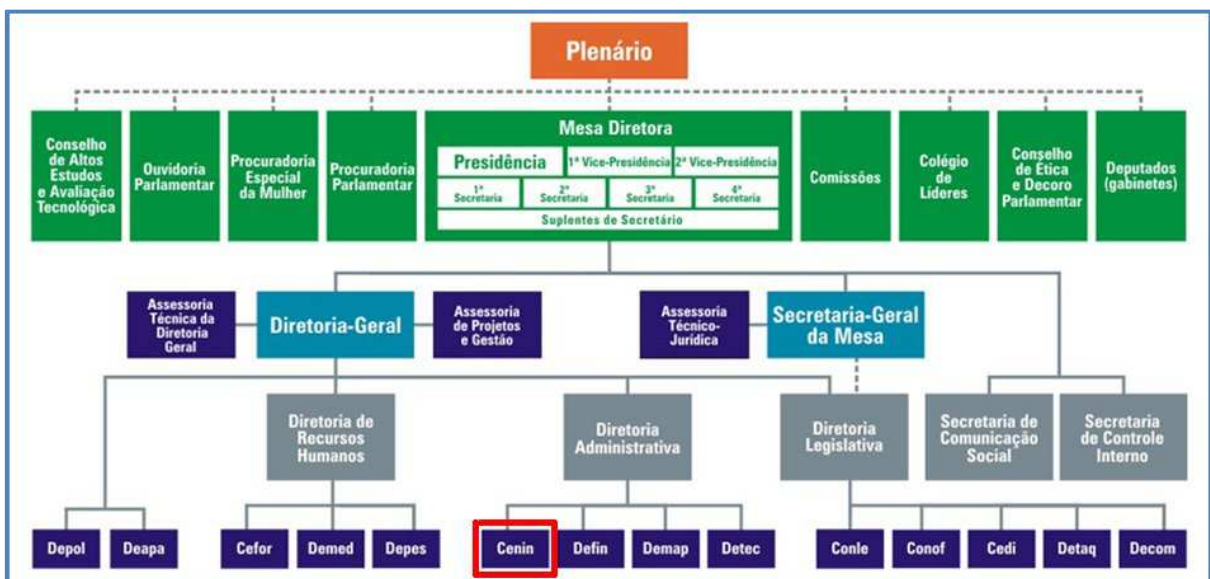 Plenário
Conselho
de Altos
Estudos
e Avaliação
Tecnológica
Ouvidoria
Parlamentar
Procuradoria
Especial
da Mulher
Procuradoria
Parlamentar
Mesa Diretora
Presidência
1ª Vice-Presidência
2ª Vice-Presidência
1ª
Secretaria
2ª
Secretaria
3ª
Secretaria
4ª
Secretaria
Suplentes de Secretário
Comissões
Colégio
de
Líderes
Conselho
de Ética
e Decoro
Parlamentar
Deputados
(gabinetes)
Assessoria
Técnica da
Diretoria
Geral
Diretoria-Geral
Assessoria
de Projetos
e Gestão
Assessoria
Técnico-
Jurídica
Secretaria-Geral
da Mesa
Diretoria de
Recursos
Humanos
Diretoria
Administrativa
Diretoria
Legislativa
Secretaria de
Comunicação
Social
Secretaria
de Controle
Interno
Depol
Deapa
Cefor
Demed
Depes
Cenin
Defin
Demap
Detec
Conle
Conof
Cedi
Detaq
Decom